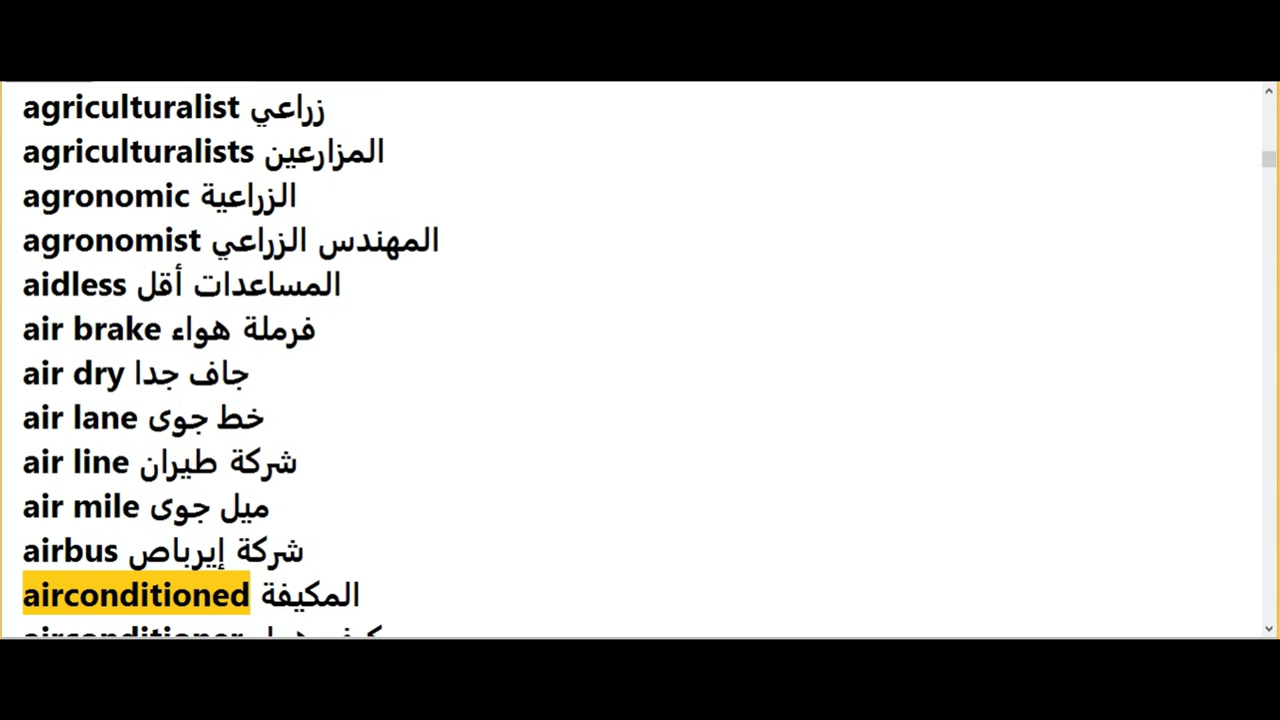 agriculturalist زراعي
agriculturalists المزارعين
agronomic الزراعية
agronomist المهندس الزراعي
aidless المساعدات أقل
air brake فرملة هواء
air dry جاف جدا
air lane خط جوى
air line شركة طيران
air mile ميل جوى
airbus شركة إيرباص
airconditioned المكيفة